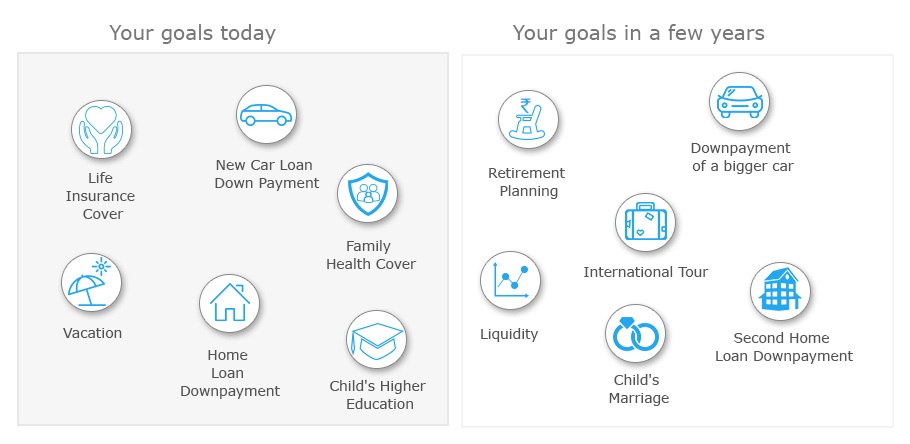 Your goals today
Life
Insurance
Cover
New Car Loan
Down Payment
Family
Health Cover
Vacation
Home
Loan
Downpayment
Child's Higher
Education
Your goals in a few years
₹
Retirement
Planning
Downpayment
of a bigger car
International Tour
Liquidity
Child's
Marriage
Second Home
Loan Downpayment